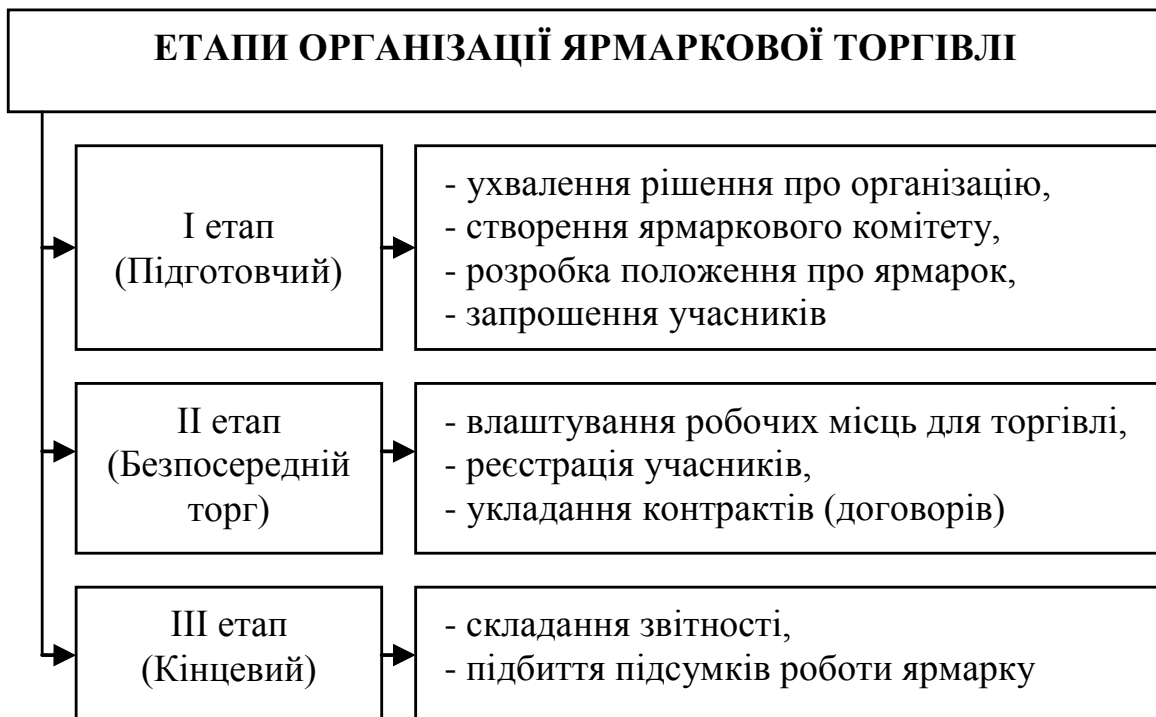 ЕТАПИ ОРГАНІЗАЦІЇ ЯРМАРКОВОЇ ТОРГІВЛІ
І етап
(Підготовчий)
- ухвалення рішення про організацію,
- створення ярмаркового комітету,
- розробка положення про ярмарок,
- запрошення учасників
ІІ етап
(Безпосередній
торг)
- влаштування робочих місць для торгівлі,
- реєстрація учасників,
- укладання контрактів (договорів)
ІІІ етап
(Кінцевий)
- складання звітності,
- підбиття підсумків роботи ярмарку